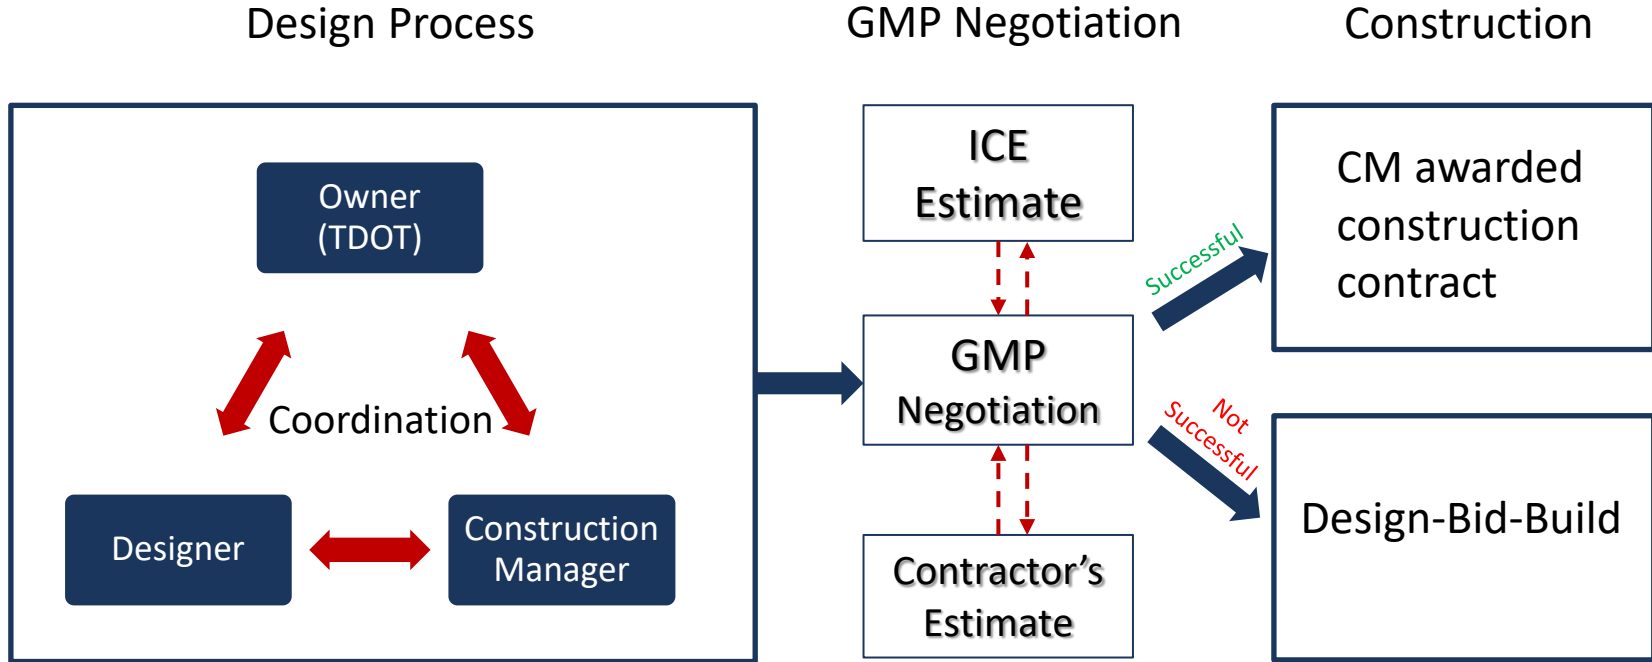 Design Process
GMP Negotiation
Construction
Owner
(TDOT)
Coordination
Designer
Construction
Manager
ICE
Estimate
GMP
Negotiation
Contractor’s
Estimate
Successful
Not
Successful
CM awarded
construction
contract
Design-Bid-Build